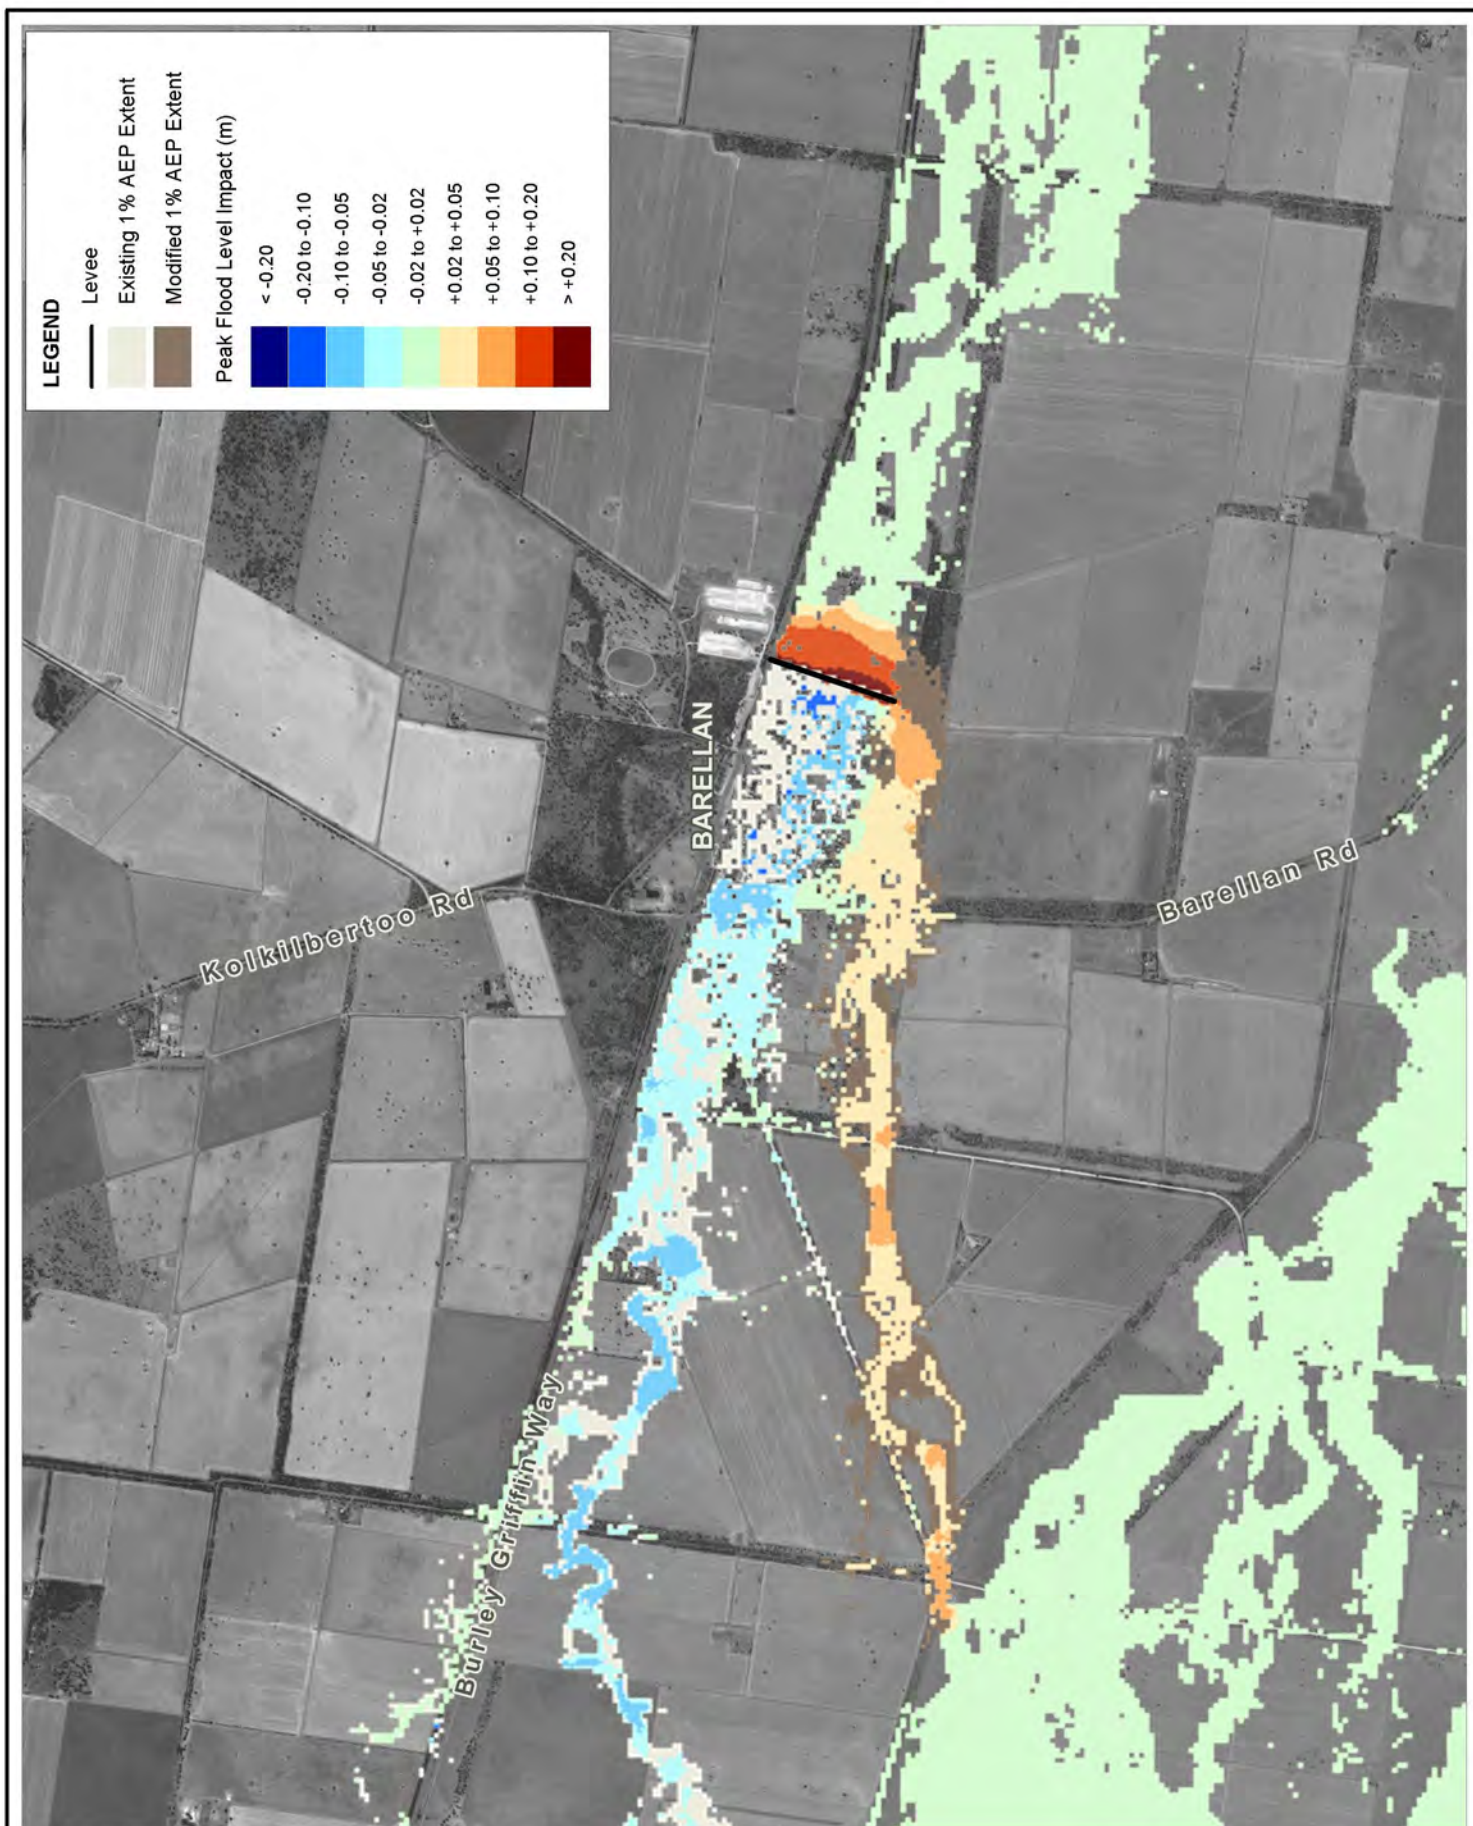 LEGEND
Levee
Existing 1% AEP Extent
Modified 1% AEP Extent
Peak Flood Level Impact (m)
< -0.20
-0.20 to -0.10
-0.10 to -0.05
-0.05 to -0.02
-0.02 to +0.02
+0.02 to +0.05
+0.05 to +0.10
+0.10 to +0.20
> +0.20
BARELLAN
Kolkilbertoo Rd
Barellan Rd
Burley Griffin Way